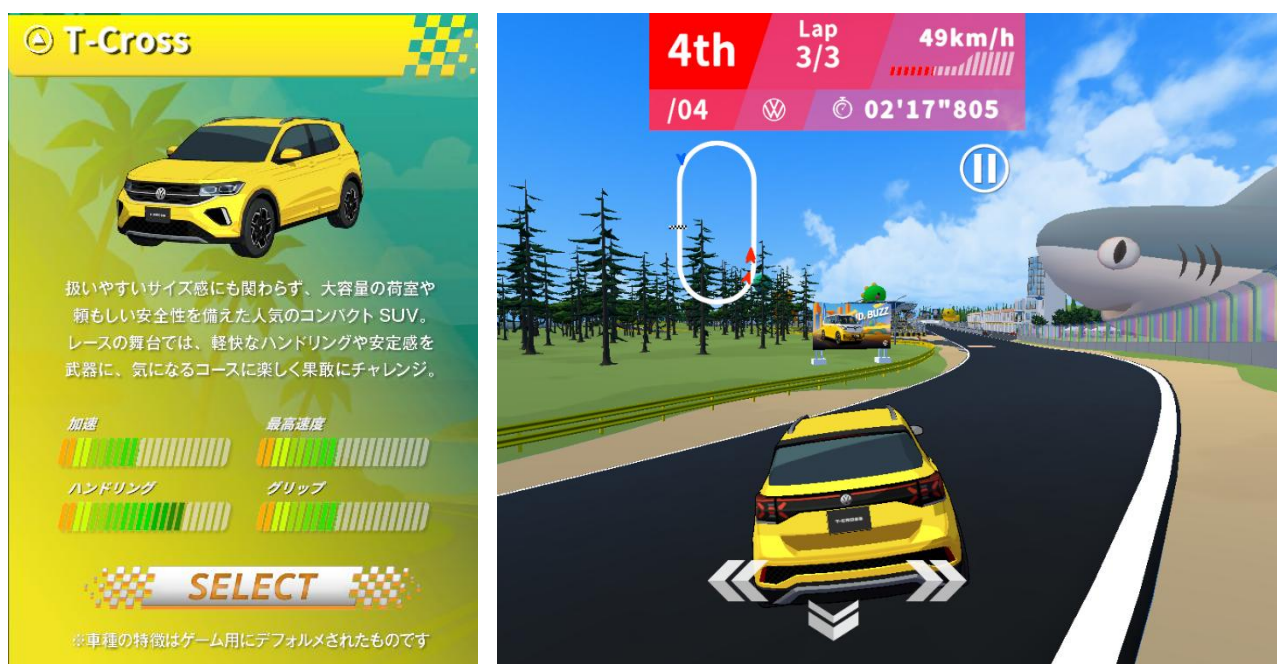 T-Cross
扱いやすいサイズ感にも関わらず、大容量の荷室や
頼もしい安全性を備えた人気のコンパクト SUV。
レースの舞台では、軽快なハンドリングや安定感を
武器に、気になるコースに楽しく果敢にチャレンジ。
加速
最高速度
ハンドリング
グリップ
SELECT
※車種の特徴はゲーム用にデフォルメされたものです
4th
Lap
3/3
49km/h
/04
02'17"805
ID. BUZZ
T-CROSS